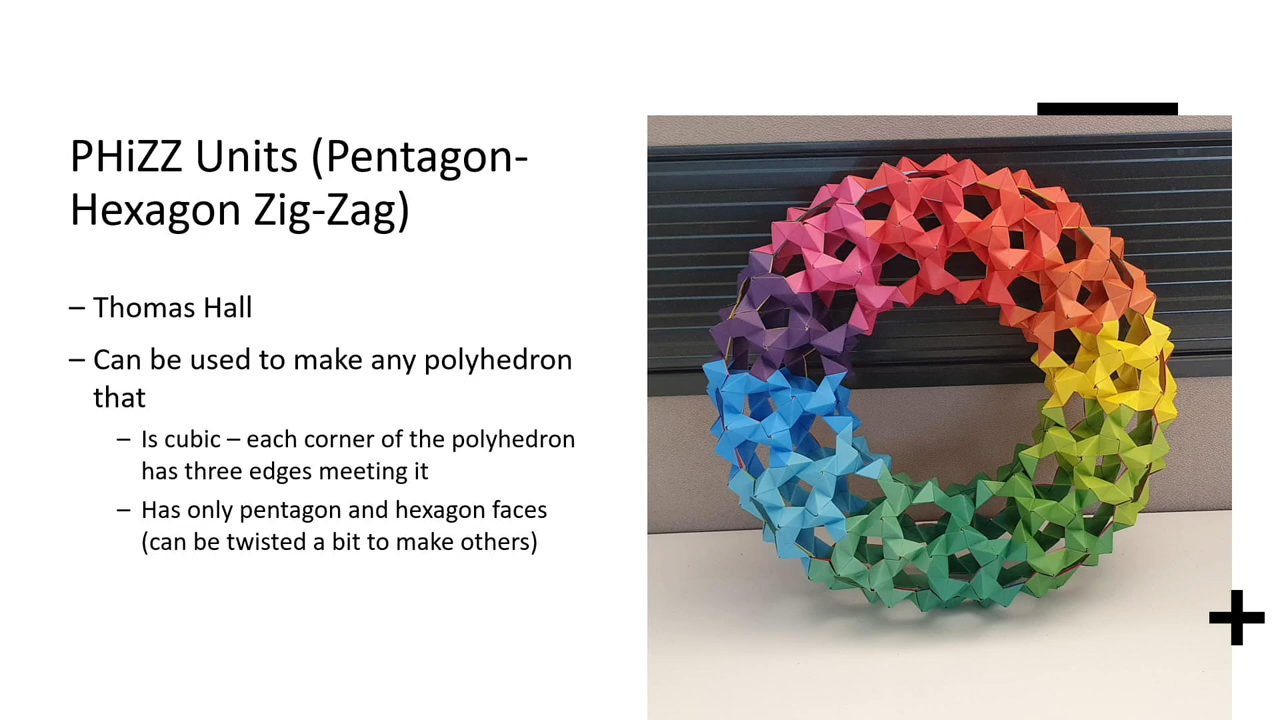 PHiZZ Units (Pentagon-
Hexagon Zig-Zag)
– Thomas Hall
– Can be used to make any polyhedron
that
– Is cubic – each corner of the polyhedron
has three edges meeting it
– Has only pentagon and hexagon faces
(can be twisted a bit to make others)